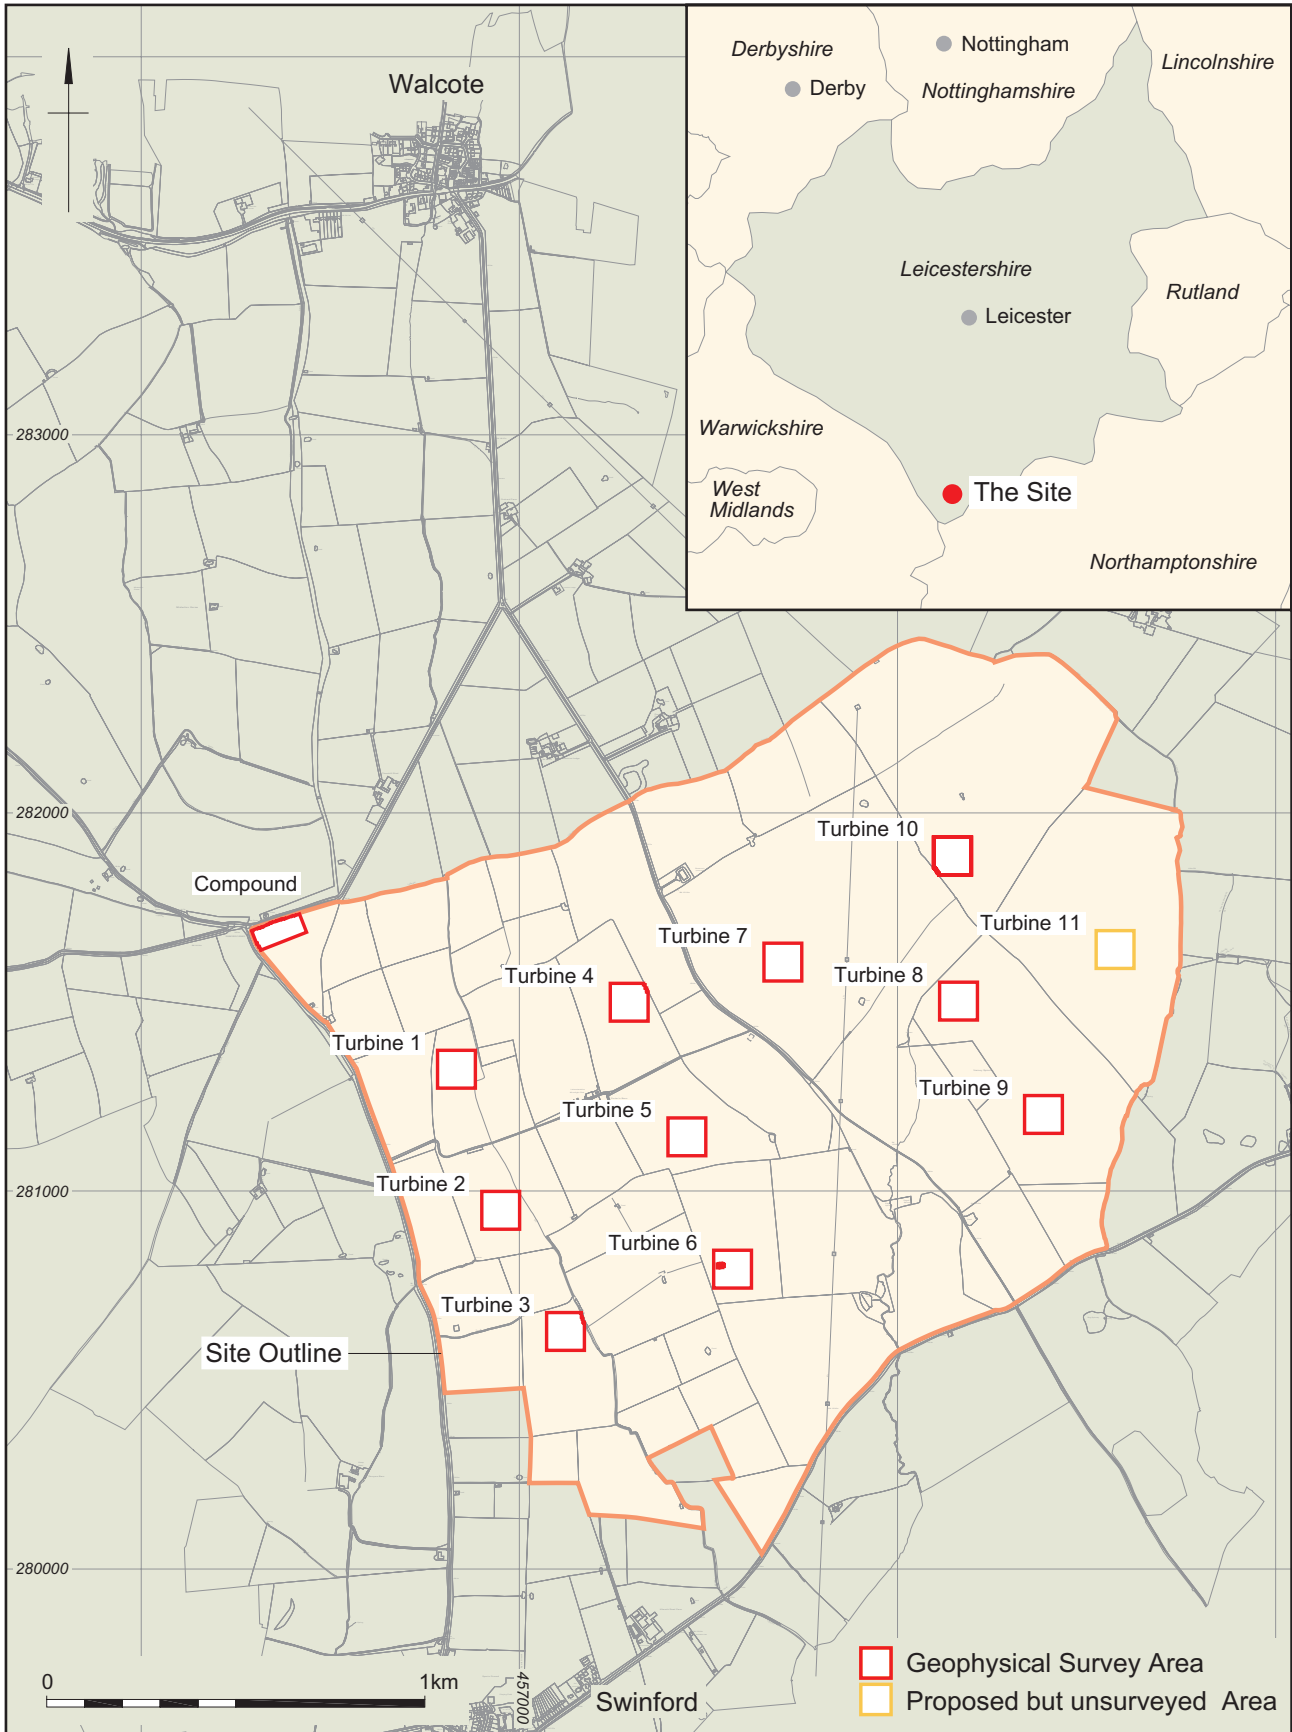 Walcote
Derbyshire
Nottingham
Lincolnshire
Derby
Nottinghamshire
Leicestershire
Rutland
Leicester
Warwickshire
West
Midlands
The Site
Northamptonshire
283000
282000
Turbine 10
Compound
Turbine 11
Turbine 7
Turbine 4
Turbine 8
Turbine 1
Turbine 9
Turbine 5
Turbine 2
281000
Turbine 6
Turbine 3
Site Outline
280000
0
1km
457000
Swinford
Geophysical Survey Area
Proposed but unsurveyed Area